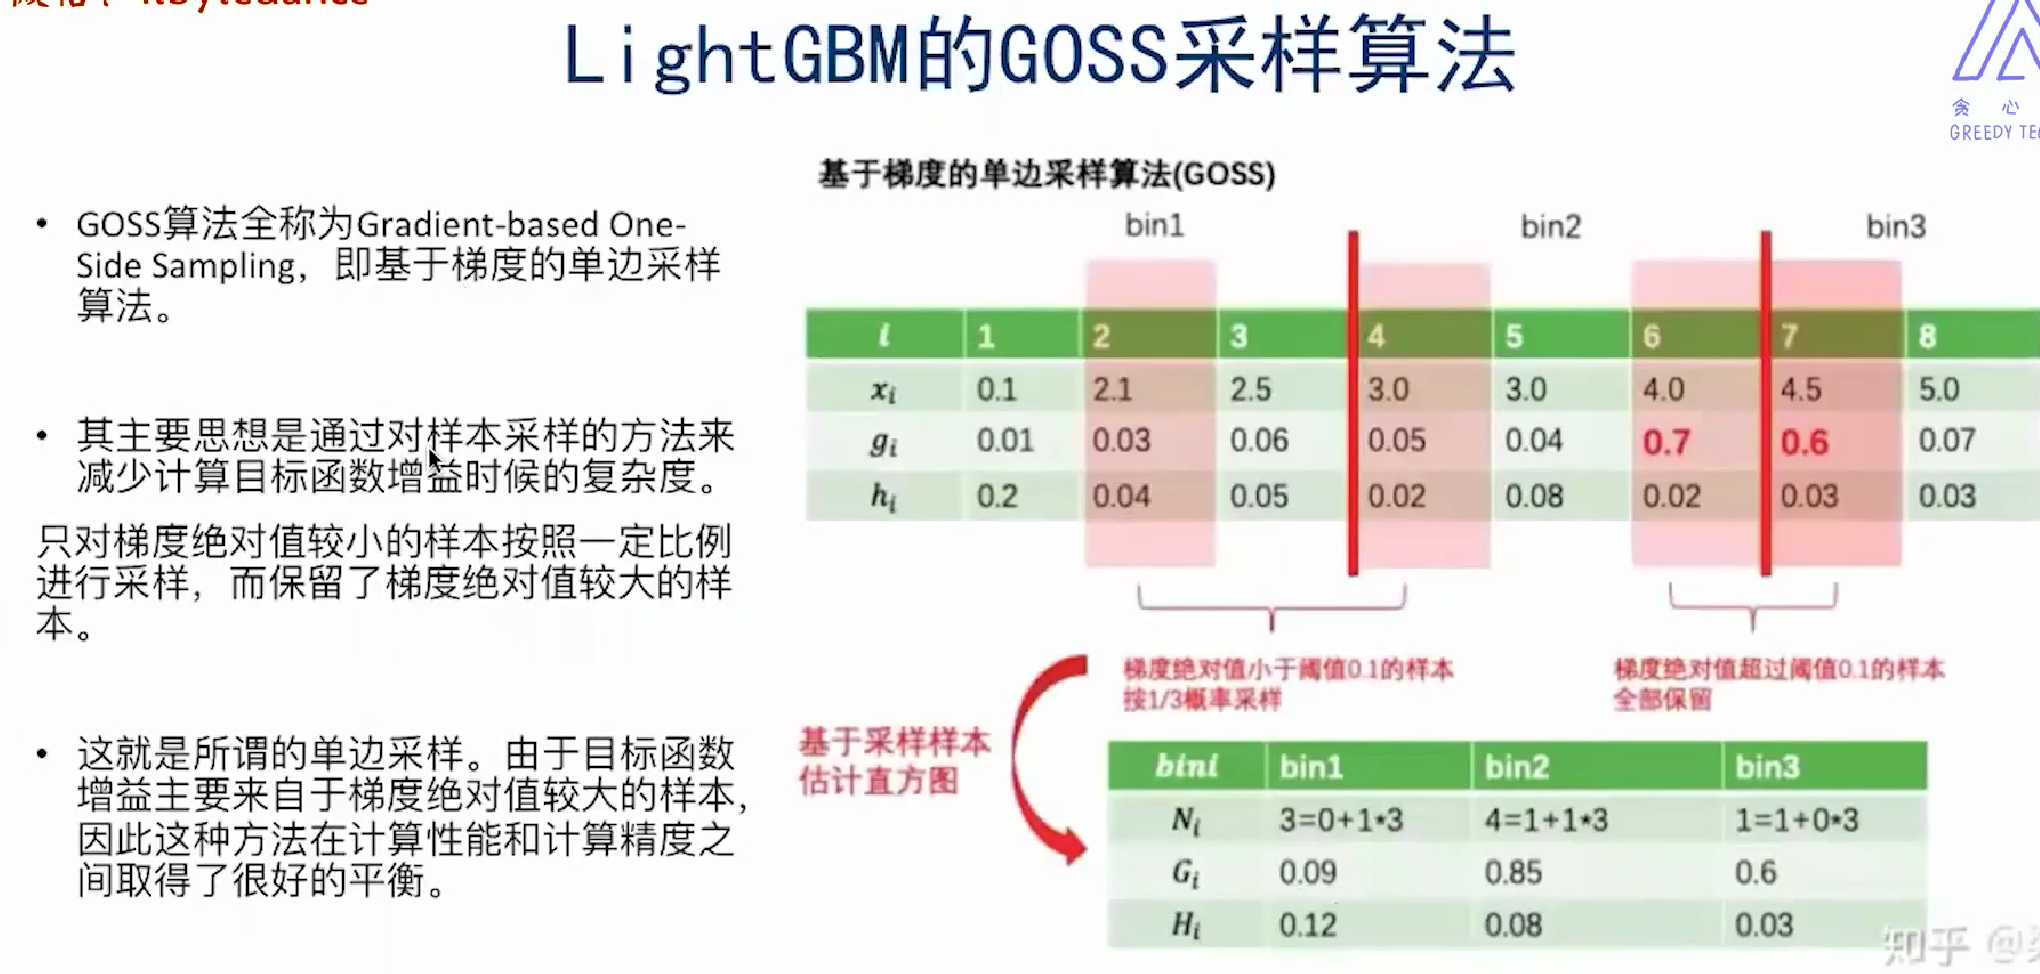 LightGBM的GOSS采样算法
贪 心
GREEDY TE
• GOSS算法全称为Gradient-based One-
Side Sampling，即基于梯度的单边采样
算法。
• 其主要思想是通过对样本采样的方法来
减少计算目标函数增益时候的复杂度。
只对梯度绝对值较小的样本按照一定比例
进行采样，而保留了梯度绝对值较大的样
本。
• 这就是所谓的单边采样。由于目标函数
增益主要来自于梯度绝对值较大的样本，
因此这种方法在计算性能和计算精度之
间取得了很好的平衡。
基于梯度的单边采样算法(GOSS)
bin1 bin2 bin3
i 1 2 3 4 5 6 7 8
xi 0.1 2.1 2.5 3.0 3.0 4.0 4.5 5.0
gi 0.01 0.03 0.06 0.05 0.04 0.7 0.6 0.07
hi 0.2 0.04 0.05 0.02 0.08 0.02 0.03 0.03
梯度绝对值小于阈值0.1的样本
按1/3概率采样
梯度绝对值超过阈值0.1的样本
全部保留
基于采样样本
估计直方图
bini bin1 bin2 bin3
Ni 3=0+1*3 4=1+1*3 1=1+0*3
Gi 0.09 0.85 0.6
Hi 0.12 0.08 0.03
知乎 @